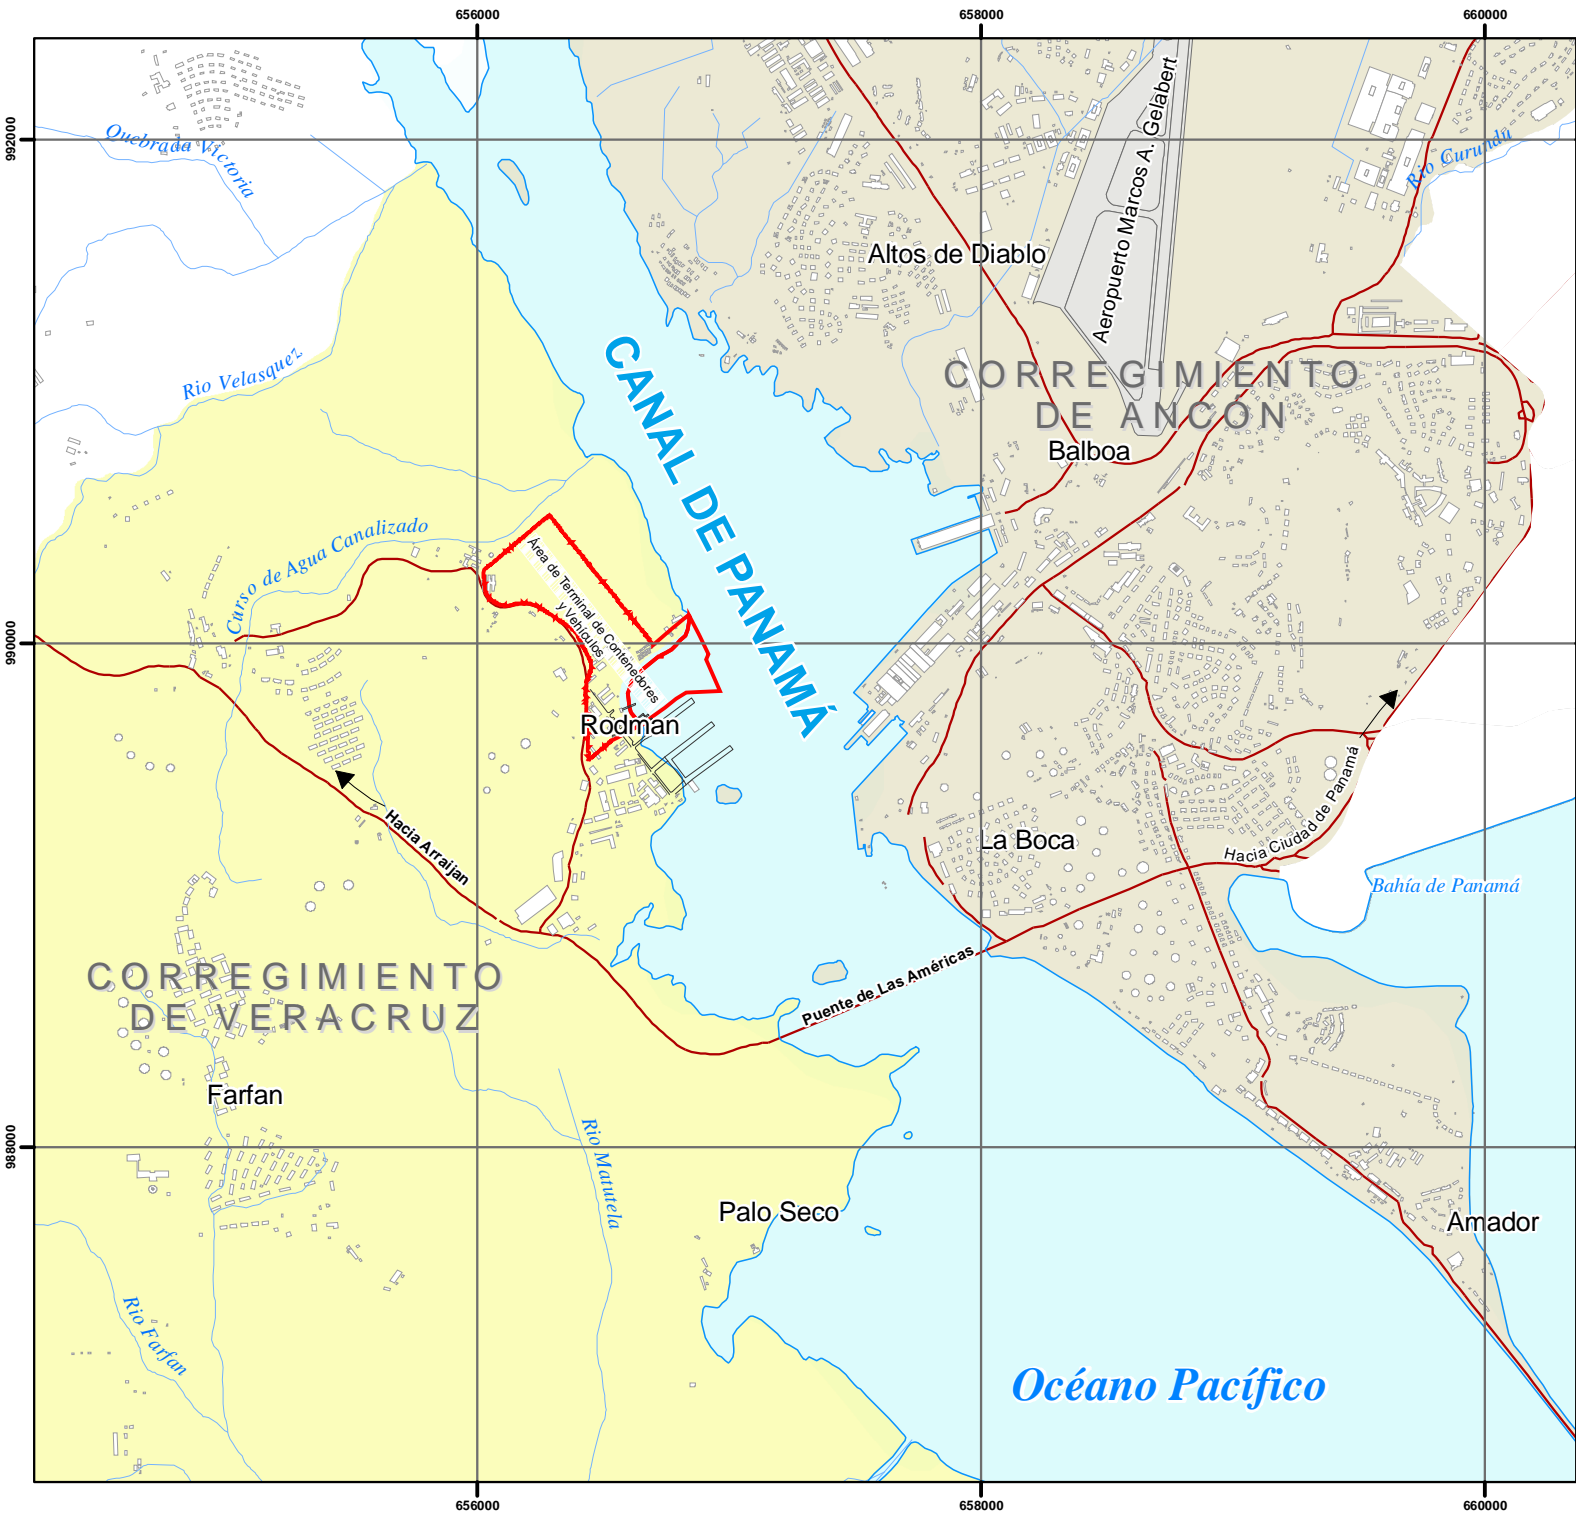 656000
658000
660000
992000
990000
988000
Quebrada Victoria
Rio Curundú
Aeropuerto Marcos A. Gelabert
Altos de Diablo
Rio Velasquez
CANAL DE PANAMÁ
CORREGIMIENTO
DE ANCÓN
Balboa
Curso de Agua Canalizado
Área de Terminal de Contenedores
y Vehículos
Rodman
Hacia Arraijan
La Boca
Hacia Ciudad de Panamá
Bahía de Panamá
Puente de Las Américas
CORREGIMIENTO
DE VERACRUZ
Farfan
Rio Matutela
Palo Seco
Amador
Rio Farfan
Océano Pacífico
656000
658000
660000